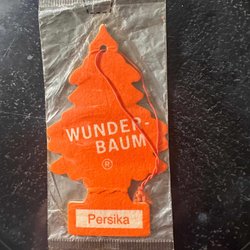 WUNDER-
BAUM
®
Persika